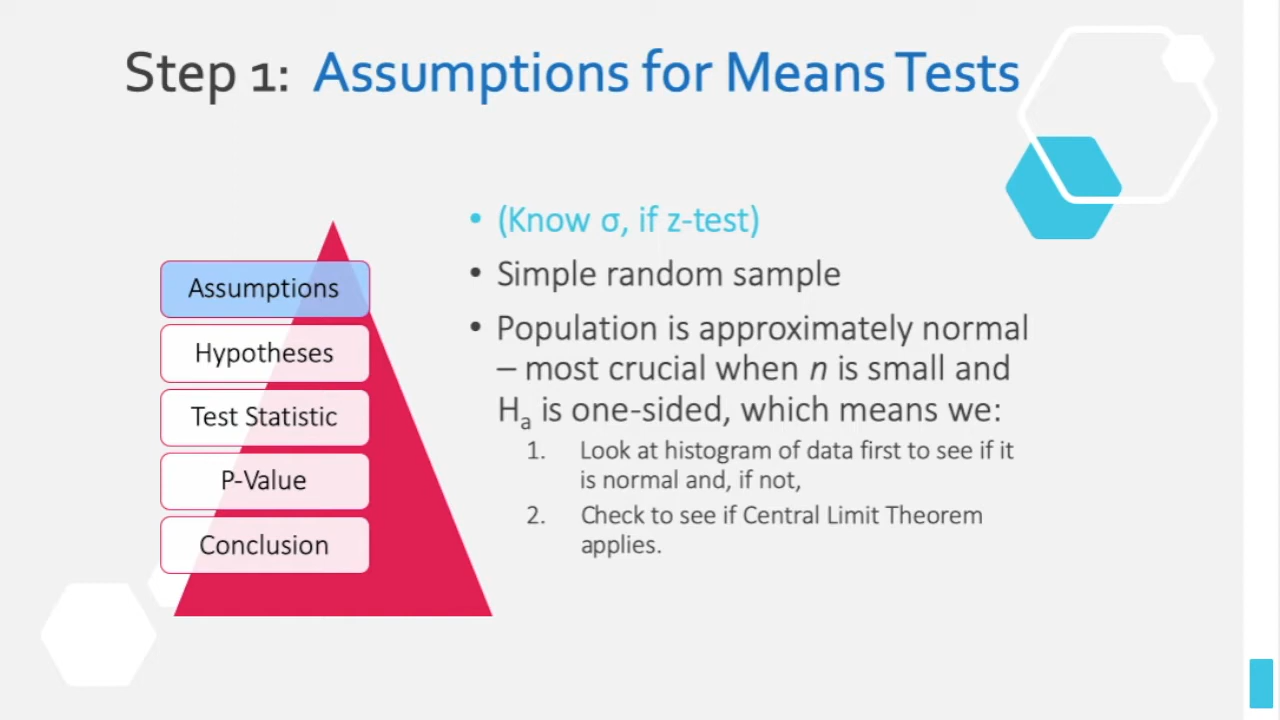 Step 1: Assumptions for Means Tests
Assumptions
Hypotheses
Test Statistic
P-Value
Conclusion
• (Know σ, if z-test)
• Simple random sample
• Population is approximately normal
– most crucial when n is small and
Ha is one-sided, which means we:
1. Look at histogram of data first to see if it
is normal and, if not,
2. Check to see if Central Limit Theorem
applies.